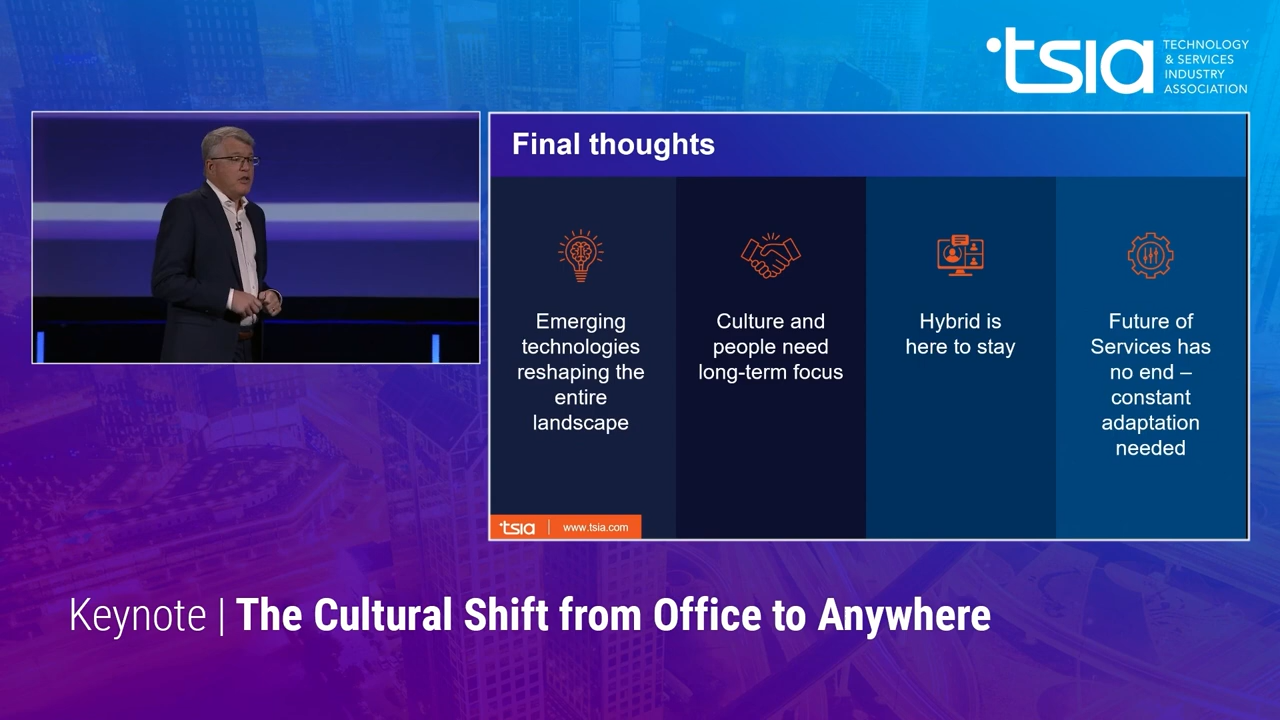 tsia
TECHNOLOGY
& SERVICES
INDUSTRY
ASSOCIATION
Final thoughts
Emerging
technologies
reshaping the
entire
landscape
Culture and
people need
long-term focus
Hybrid is
here to stay
Future of
Services has
no end –
constant
adaptation
needed
tsia | www.tsia.com
Keynote | The Cultural Shift from Office to Anywhere